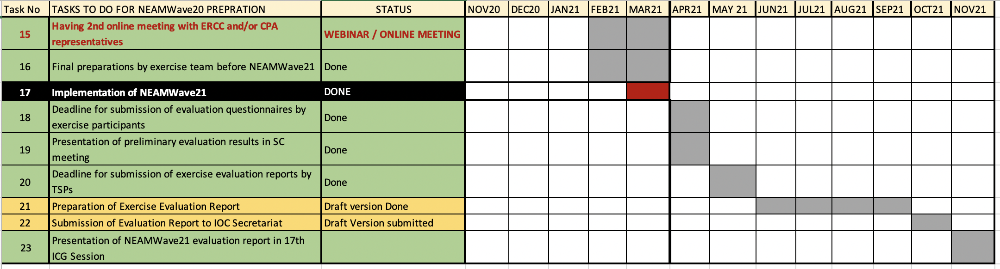 Task No TASKS TO DO FOR NEAMWave20 PREPRATION STATUS NOV20 DEC20 JAN21 FEB21 MAR21 APR21 MAY 21 JUN21 JUL21 AUG21 SEP21 OCT21 NOV21
15 Having 2nd online meeting with ERCC and/or CPA
representatives WEBINAR / ONLINE MEETING
16 Final preparations by exercise team before NEAMWave21 Done
17 Implementation of NEAMWave21 DONE
18 Deadline for submission of evaluation questionnaires by
exercise participants Done
19 Presentation of preliminary evaluation results in SC
meeting Done
20 Deadline for submission of exercise evaluation reports by
TSPs Done
21 Preparation of Exercise Evaluation Report Draft version Done
22 Submission of Evaluation Report to IOC Secretariat Draft Version submitted
23 Presentation of NEAMWave21 evaluation report in 17th
ICG Session